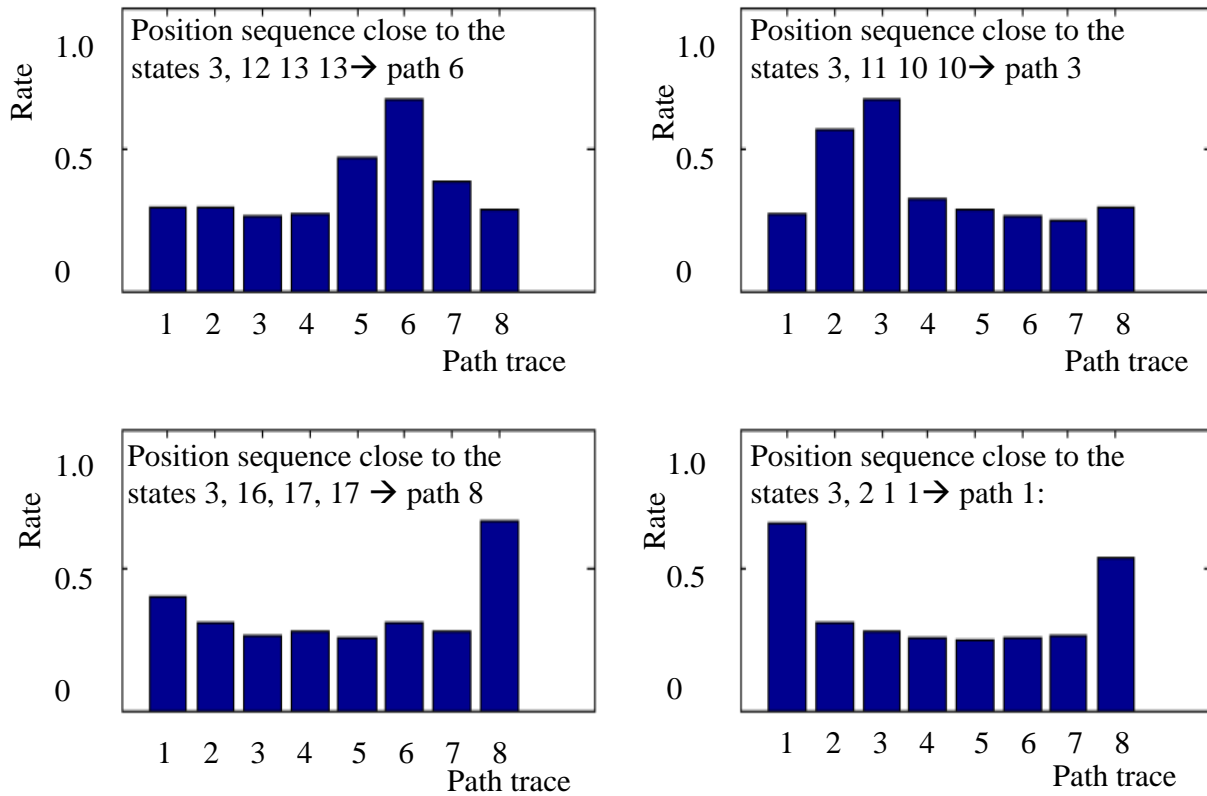 Position sequence close to the
states 3, 12 13 13→ path 6
1.0
0.5
0
Rate
1 2 3 4 5 6 7 8
Path trace
Position sequence close to the
states 3, 11 10 10→ path 3
1.0
0.5
0
Rate
1 2 3 4 5 6 7 8
Path trace
Position sequence close to the
states 3, 16, 17, 17 → path 8
1.0
0.5
0
Rate
1 2 3 4 5 6 7 8
Path trace
Position sequence close to the
states 3, 2 1 1→ path 1:
1.0
0.5
0
Rate
1 2 3 4 5 6 7 8
Path trace